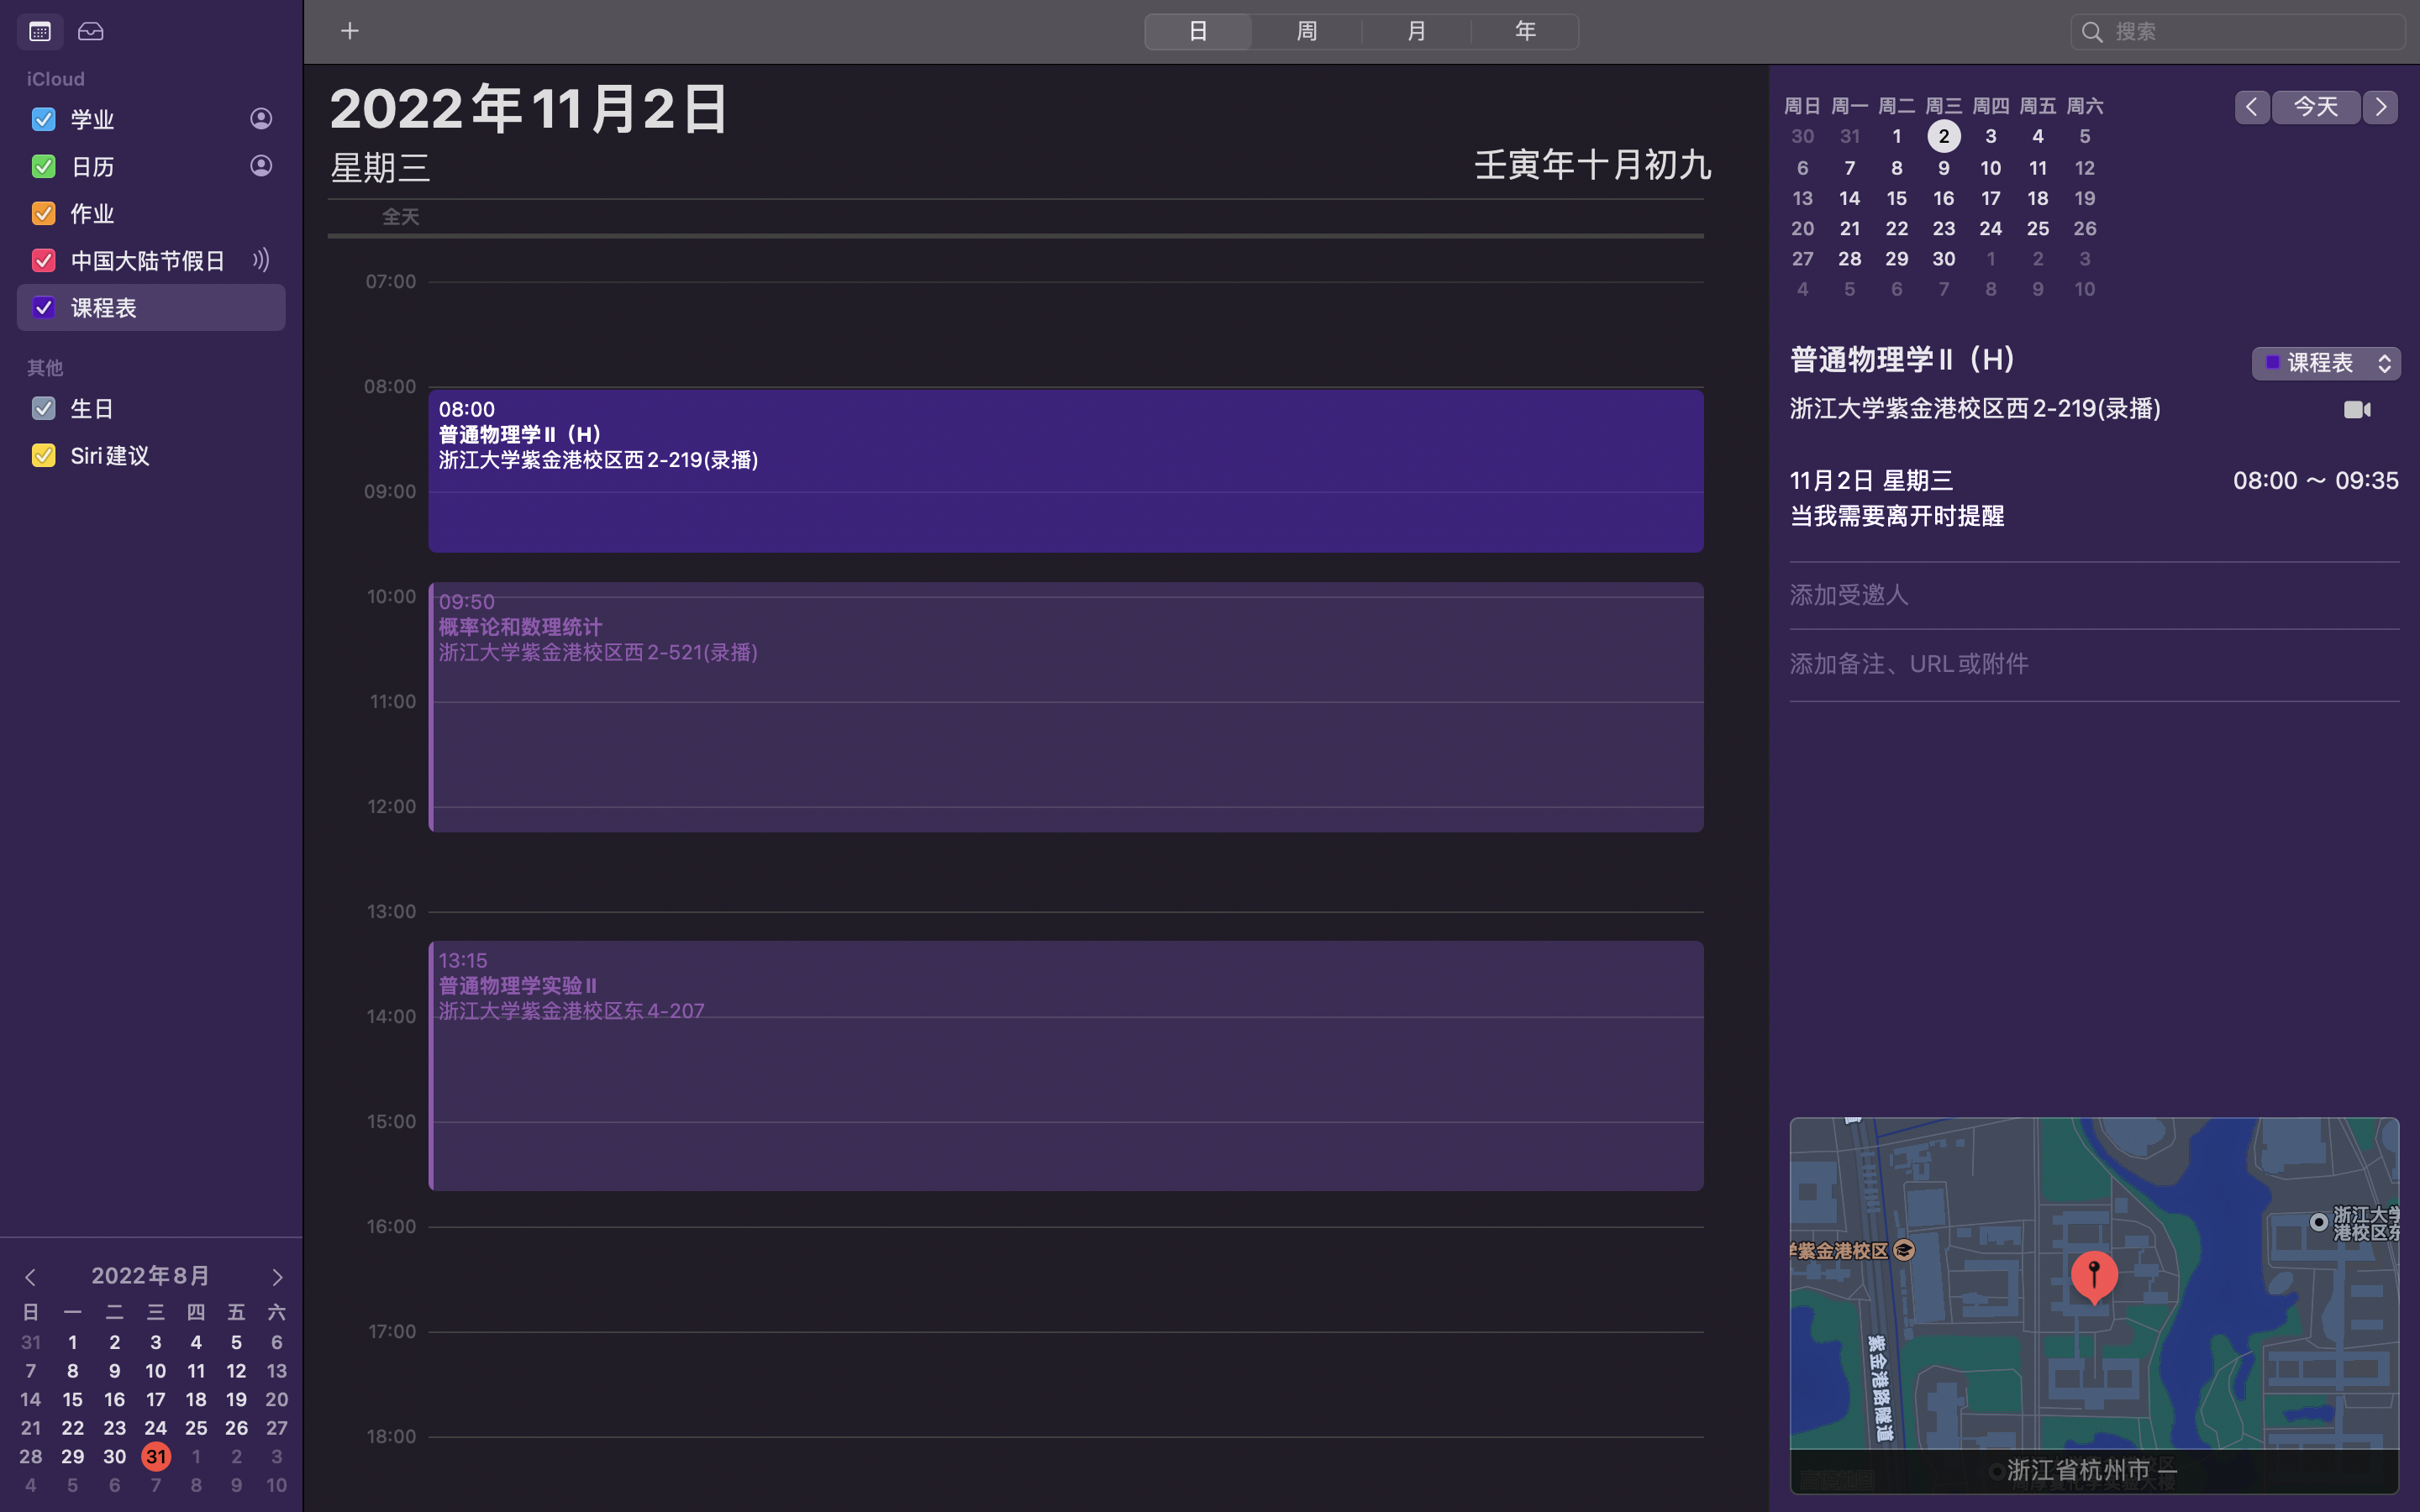 iCloud
学业
日历
作业
中国大陆节假日
课程表
其他
生日
Siri建议
2022年8月
日 一 二 三 四 五 六
31 1 2 3 4 5 6
7 8 9 10 11 12 13
14 15 16 17 18 19 20
21 22 23 24 25 26 27
28 29 30 31 1 2 3
4 5 6 7 8 9 10
日 周 月 年
搜索
2022年11月2日
星期三
壬寅年十月初九
全天
07:00
08:00
08:00
普通物理学Ⅱ（H）
浙江大学紫金港校区西2-219(录播)
09:00
10:00
09:50
概率论和数理统计
浙江大学紫金港校区西2-521(录播)
11:00
12:00
13:00
13:15
普通物理学实验Ⅱ
浙江大学紫金港校区东4-207
14:00
15:00
16:00
17:00
18:00
周日 周一 周二 周三 周四 周五 周六
30 31 1 2 3 4 5
6 7 8 9 10 11 12
13 14 15 16 17 18 19
20 21 22 23 24 25 26
27 28 29 30 1 2 3
4 5 6 7 8 9 10
今天
普通物理学Ⅱ（H）
课程表
浙江大学紫金港校区西2-219(录播)
11月2日 星期三
08:00 ～ 09:35
当我需要离开时提醒
添加受邀人
添加备注、URL或附件
浙江大学
港校区东
学紫金港校区
紫金港路隧道
浙江省杭州市 —